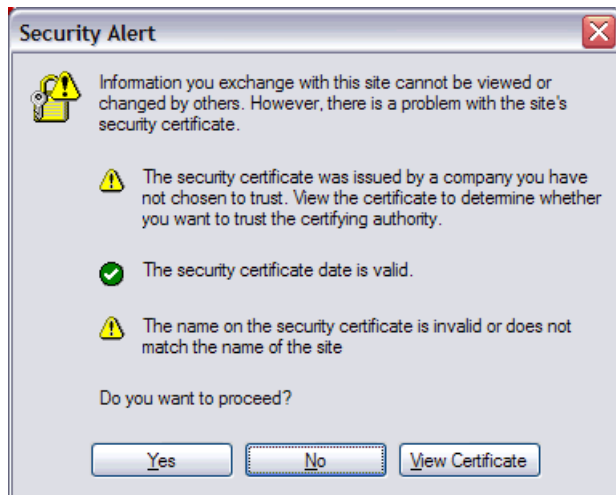 Security Alert
Information you exchange with this site cannot be viewed or
changed by others. However, there is a problem with the site's
security certificate.
The security certificate was issued by a company you have
not chosen to trust. View the certificate to determine whether
you want to trust the certifying authority.
The security certificate date is valid.
The name on the security certificate is invalid or does not
match the name of the site
Do you want to proceed?
Yes No View Certificate